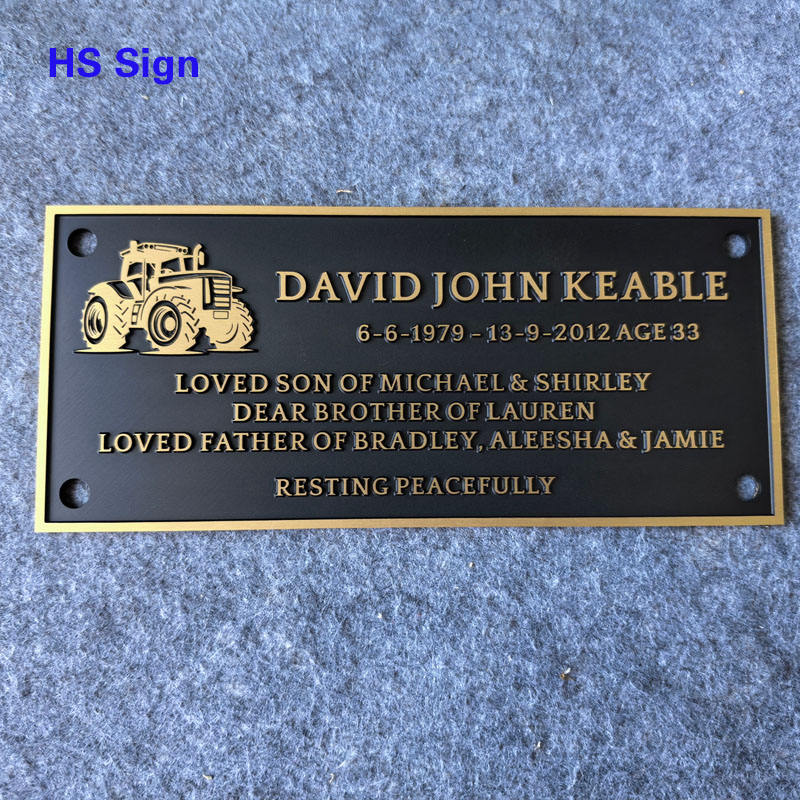 HS Sign
DAVID JOHN KEABLE
6-6-1979 - 13-9-2012 AGE 33
LOVED SON OF MICHAEL & SHIRLEY
DEAR BROTHER OF LAUREN
LOVED FATHER OF BRADLEY, ALEESHA & JAMIE
RESTING PEACEFULLY